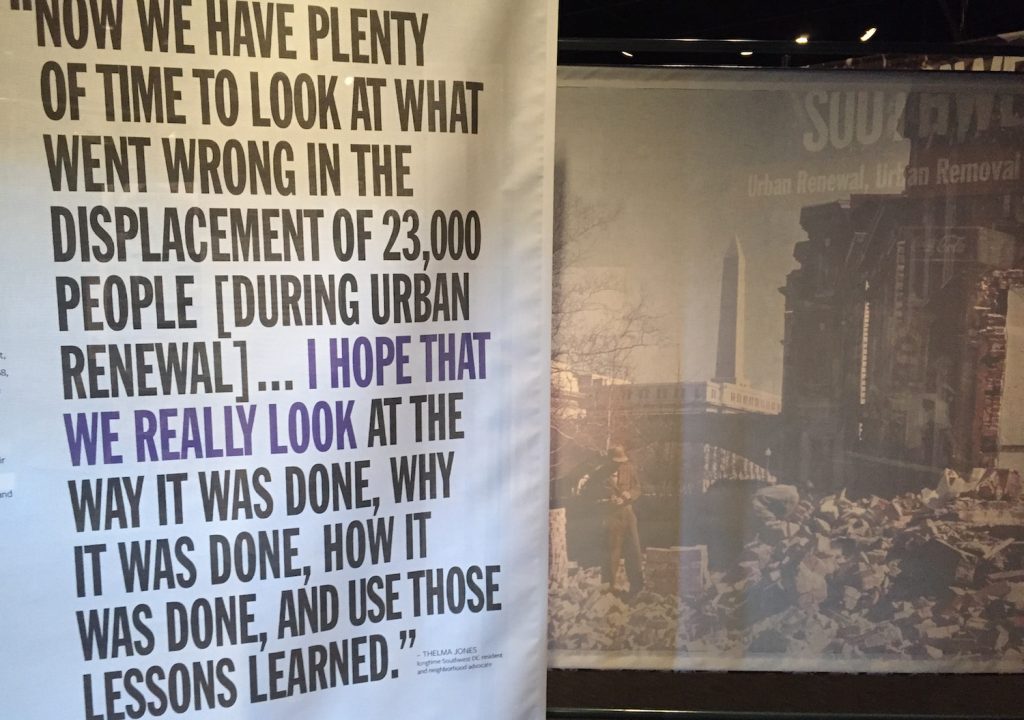 "NOW WE HAVE PLENTY
OF TIME TO LOOK AT WHAT
WENT WRONG IN THE
DISPLACEMENT OF 23,000
PEOPLE [DURING URBAN
RENEWAL]... I HOPE THAT
WE REALLY LOOK AT THE
WAY IT WAS DONE, WHY
IT WAS DONE, HOW IT
WAS DONE, AND USE THOSE
LESSONS LEARNED."
– THELMA JONES
longtime Southwest DC resident
and neighborhood advocate
Urban Renewal, Urban Removal
and